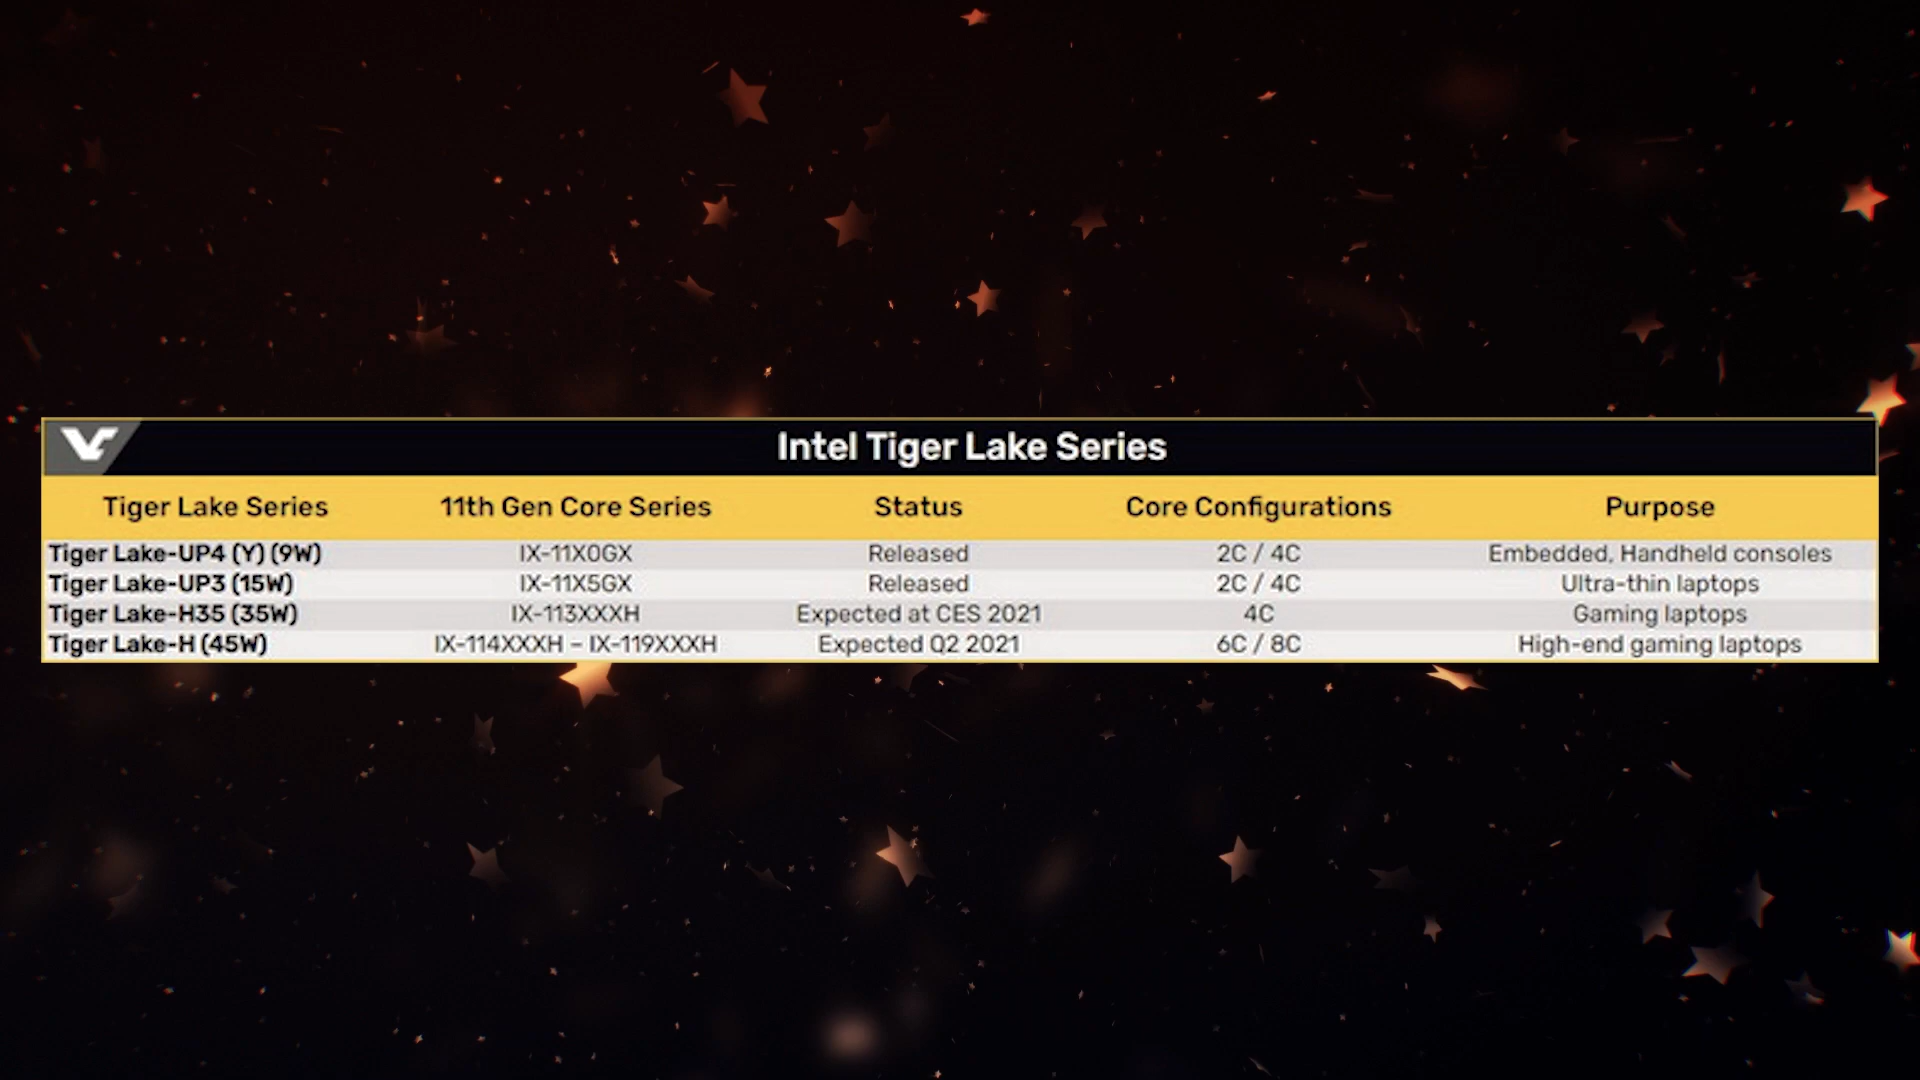 Intel Tiger Lake Series
Tiger Lake Series 11th Gen Core Series Status Core Configurations Purpose
Tiger Lake-UP4 (Y) (9W) IX-11X0GX Released 2C / 4C Embedded, Handheld consoles
Tiger Lake-UP3 (15W) IX-11X5GX Released 2C / 4C Ultra-thin laptops
Tiger Lake-H35 (35W) IX-113XXXH Expected at CES 2021 4C Gaming laptops
Tiger Lake-H (45W) IX-114XXXH – IX-119XXXH Expected Q2 2021 6C / 8C High-end gaming laptops